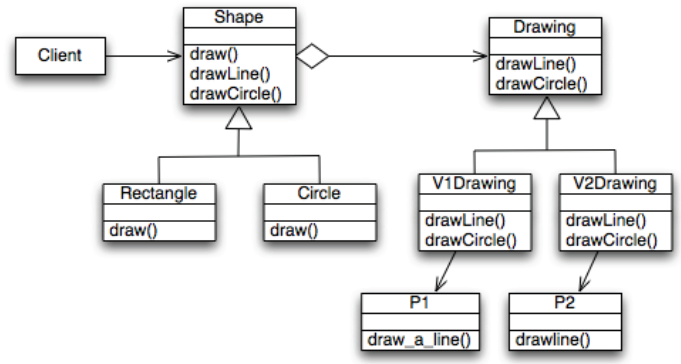 Client
Shape
draw()
drawLine()
drawCircle()
Drawing
drawLine()
drawCircle()
Rectangle
draw()
Circle
draw()
V1Drawing
drawLine()
drawCircle()
V2Drawing
drawLine()
drawCircle()
P1
draw_a_line()
P2
drawline()